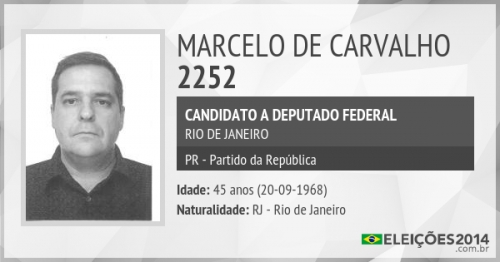 MARCELO DE CARVALHO
2252
CANDIDATO A DEPUTADO FEDERAL
RIO DE JANEIRO
PR - Partido da República
Idade: 45 anos (20-09-1968)
Naturalidade: RJ - Rio de Janeiro
ELEIÇÕES2014
.com.br